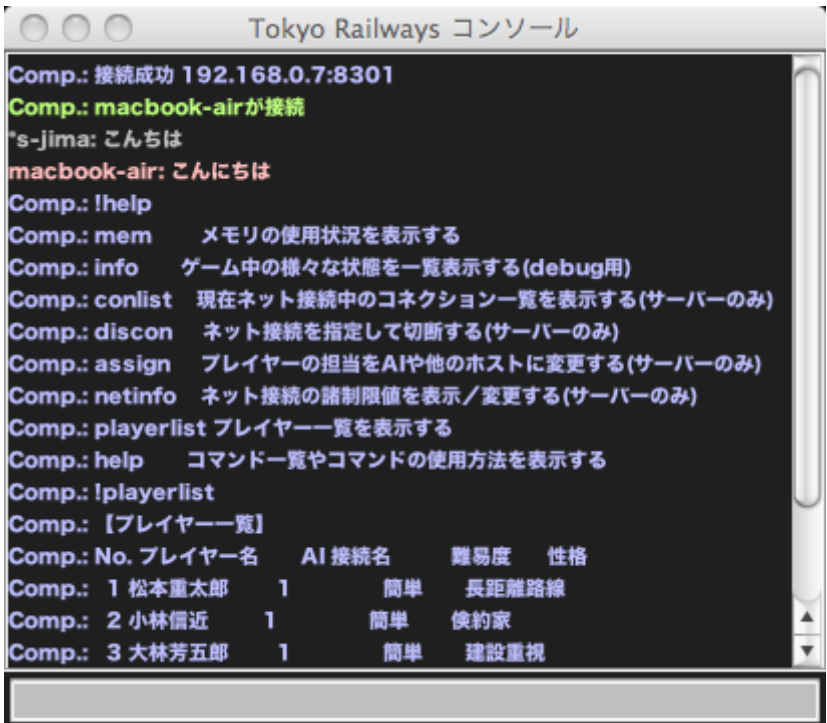 Tokyo Railways コンソール
Comp.: 接続成功 192.168.0.7:8301
Comp.: macbook-airが接続
*s-jima: こんちは
macbook-air: こんにちは
Comp.: !help
Comp.: mem メモリの使用状況を表示する
Comp.: info ゲーム中の様々な状態を一覧表示する(debug用)
Comp.: conlist 現在ネット接続中のコネクション一覧を表示する(サーバーのみ)
Comp.: discon ネット接続を指定して切断する(サーバーのみ)
Comp.: assign プレイヤーの担当をAIや他のホストに変更する(サーバーのみ)
Comp.: netinfo ネット接続の諸制限値を表示／変更する(サーバーのみ)
Comp.: playerlist プレイヤー一覧を表示する
Comp.: help コマンド一覧やコマンドの使用方法を表示する
Comp.: !playerlist
Comp.: 【プレイヤー一覧】
Comp.: No. プレイヤー名 AI 接続名 難易度 性格
Comp.: 1 松本重太郎 1 簡単 長距離路線
Comp.: 2 小林信近 1 簡単 倹約家
Comp.: 3 大林芳五郎 1 簡単 建設重視